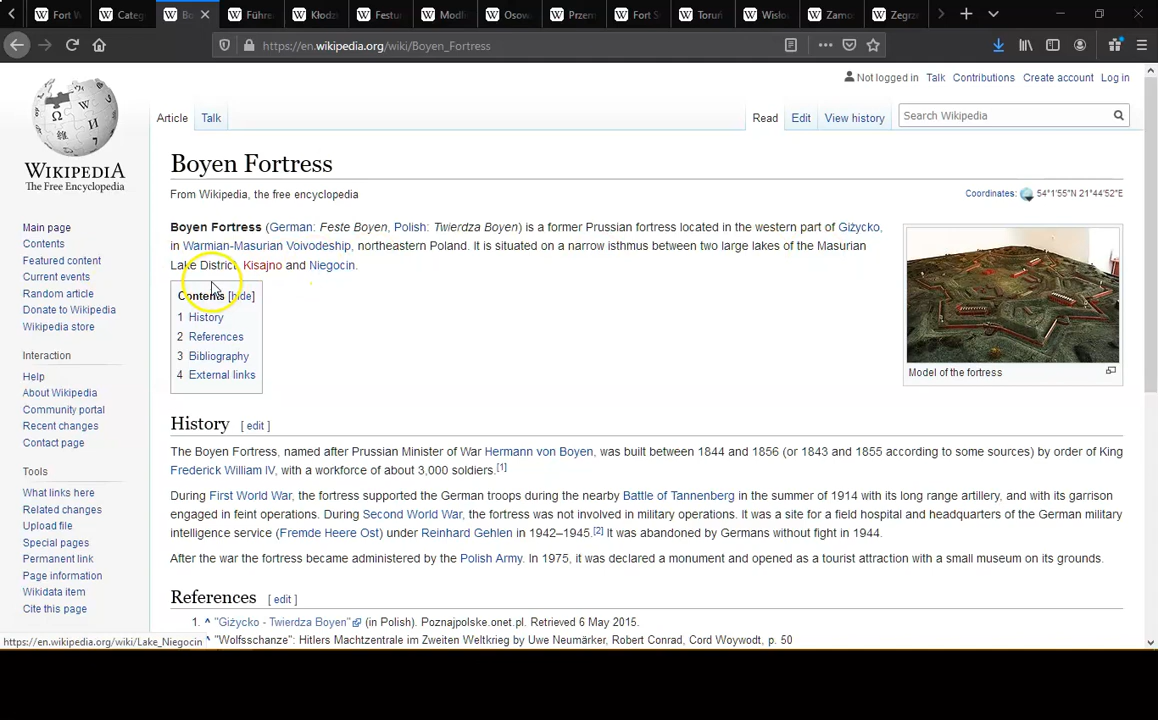 Fort W
Categ
Bo
Führe
Kłodz
Festur
Modli
Osow
Przem
Fort S
Toruń
Wisło
Zamo
Zegrz
https://en.wikipedia.org/wiki/Boyen_Fortress
Not logged in Talk Contributions Create account Log in
Article Talk Read Edit View history Search Wikipedia
WIKIPEDIA
The Free Encyclopedia
Main page
Contents
Featured content
Current events
Random article
Donate to Wikipedia
Wikipedia store
Interaction
Help
About Wikipedia
Community portal
Recent changes
Contact page
Tools
What links here
Related changes
Upload file
Special pages
Permanent link
Page information
Wikidata item
Cite this page
Boyen Fortress
From Wikipedia, the free encyclopedia
Coordinates: 54°1′55″N 21°44′52″E
Boyen Fortress (German: Feste Boyen, Polish: Twierdza Boyen) is a former Prussian fortress located in the western part of Giżycko,
in Warmian-Masurian Voivodeship, northeastern Poland. It is situated on a narrow isthmus between two large lakes of the Masurian
Lake District, Kisajno and Niegocin.
Model of the fortress
Contents [hide]
1 History
2 References
3 Bibliography
4 External links
History [ edit ]
The Boyen Fortress, named after Prussian Minister of War Hermann von Boyen, was built between 1844 and 1856 (or 1843 and 1855 according to some sources) by order of King
Frederick William IV, with a workforce of about 3,000 soldiers.[1]
During First World War, the fortress supported the German troops during the nearby Battle of Tannenberg in the summer of 1914 with its long range artillery, and with its garrison
engaged in feint operations. During Second World War, the fortress was not involved in military operations. It was a site for a field hospital and headquarters of the German military
intelligence service (Fremde Heere Ost) under Reinhard Gehlen in 1942–1945.[2] It was abandoned by Germans without fight in 1944.
After the war the fortress became administered by the Polish Army. In 1975, it was declared a monument and opened as a tourist attraction with a small museum on its grounds.
References [ edit ]
1. ^ "Giżycko - Twierdza Boyen" (in Polish). Poznajpolske.onet.pl. Retrieved 6 May 2015.
^ "Wolfsschanze": Hitlers Machtzentrale im Zweiten Weltkrieg by Uwe Neumärker, Robert Conrad, Cord Woywodt, p. 50
https://en.wikipedia.org/wiki/Lake_Niegocin